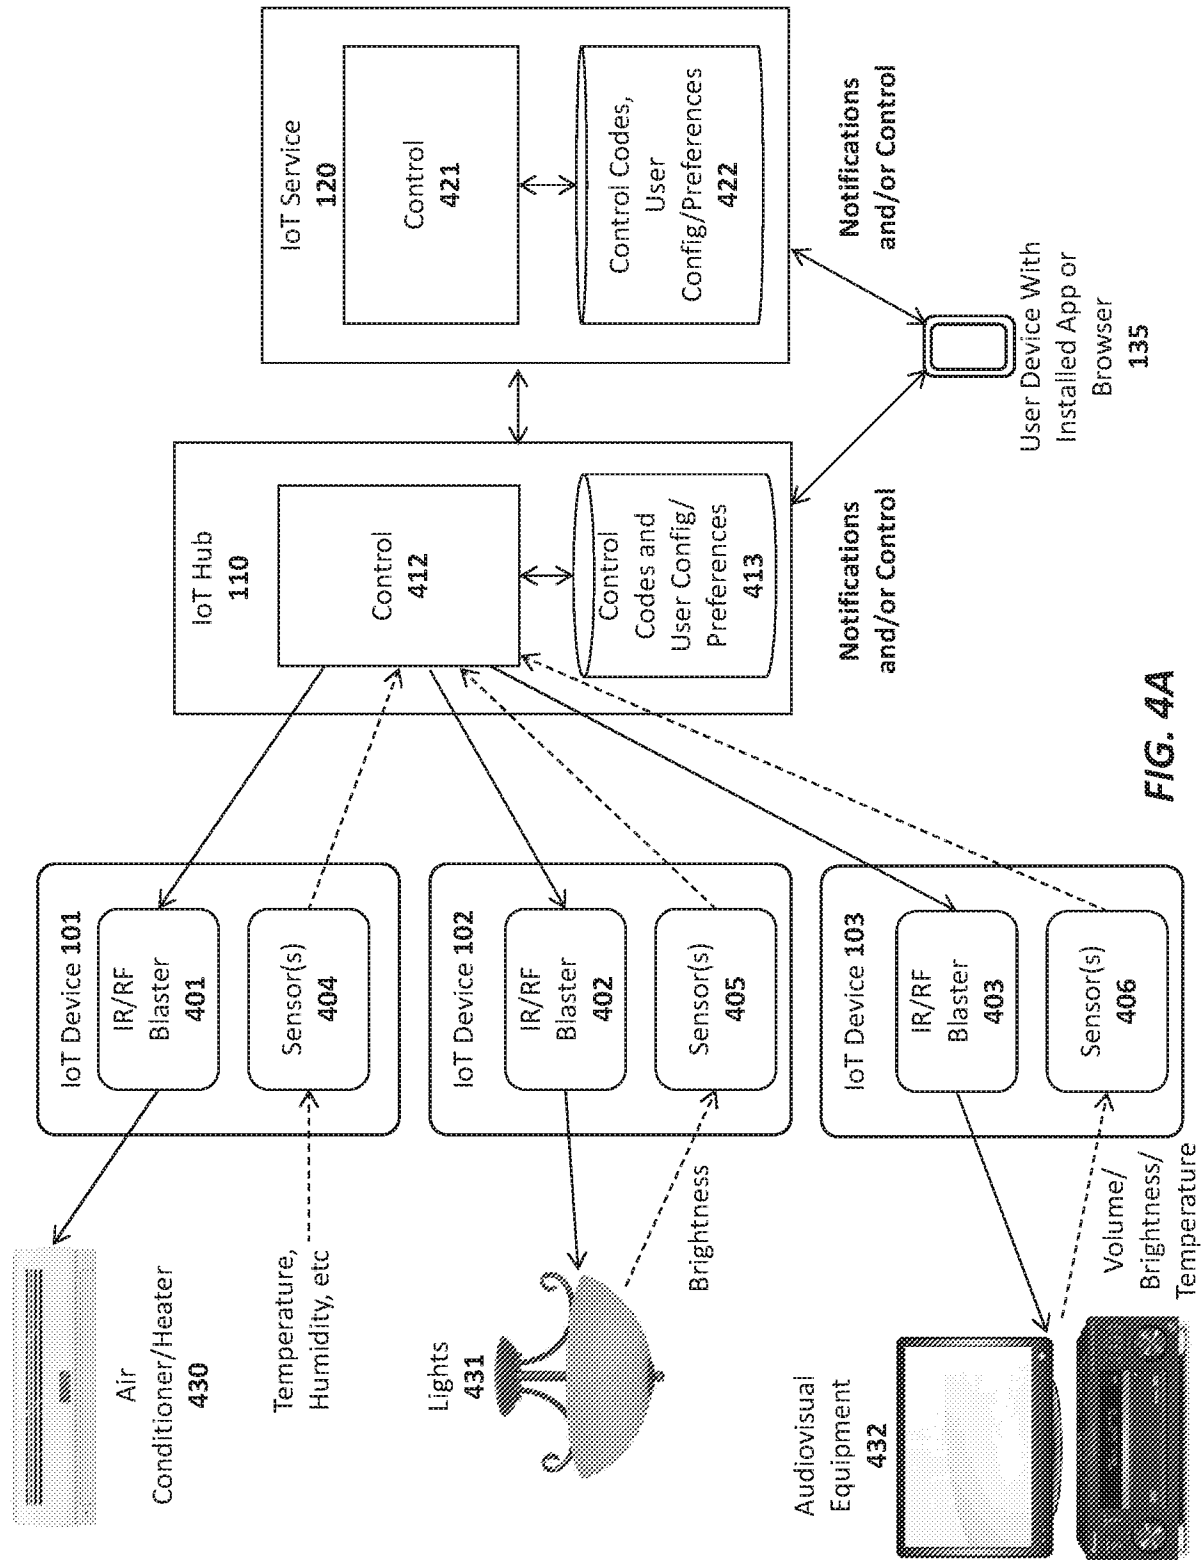 Air
Conditioner/Heater
430
Temperature,
Humidity, etc
Lights
431
Brightness
Audiovisual
Equipment
432
Volume/
Brightness/
Temperature
IoT Device 101
IR/RF
Blaster
401
Sensor(s)
404
IoT Device 102
IR/RF
Blaster
402
Sensor(s)
405
IoT Device 103
IR/RF
Blaster
403
Sensor(s)
406
IoT Hub
110
Control
412
Control
Codes and
User Config/
Preferences
413
Notifications
and/or Control
IoT Service
120
Control
421
Control Codes,
User
Config/Preferences
422
Notifications
and/or Control
User Device With
Installed App or
Browser
135
FIG. 4A